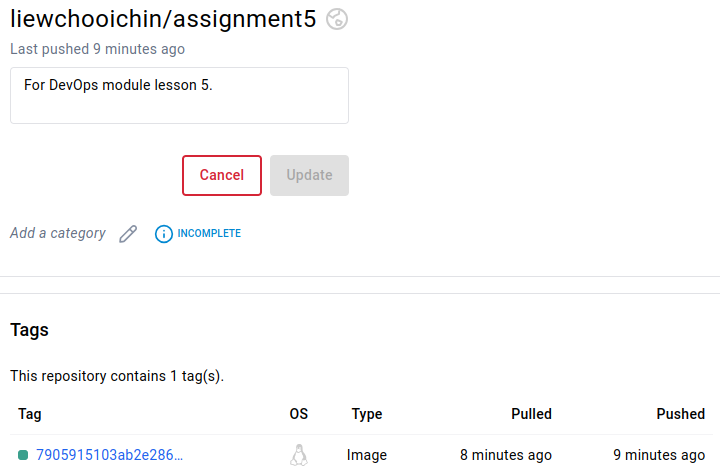 liewchooichin/assignment5
Last pushed 9 minutes ago
For DevOps module lesson 5.
Cancel Update
Add a category INCOMPLETE
Tags
This repository contains 1 tag(s).
Tag OS Type Pulled Pushed
7905915103ab2e286... Image 8 minutes ago 9 minutes ago